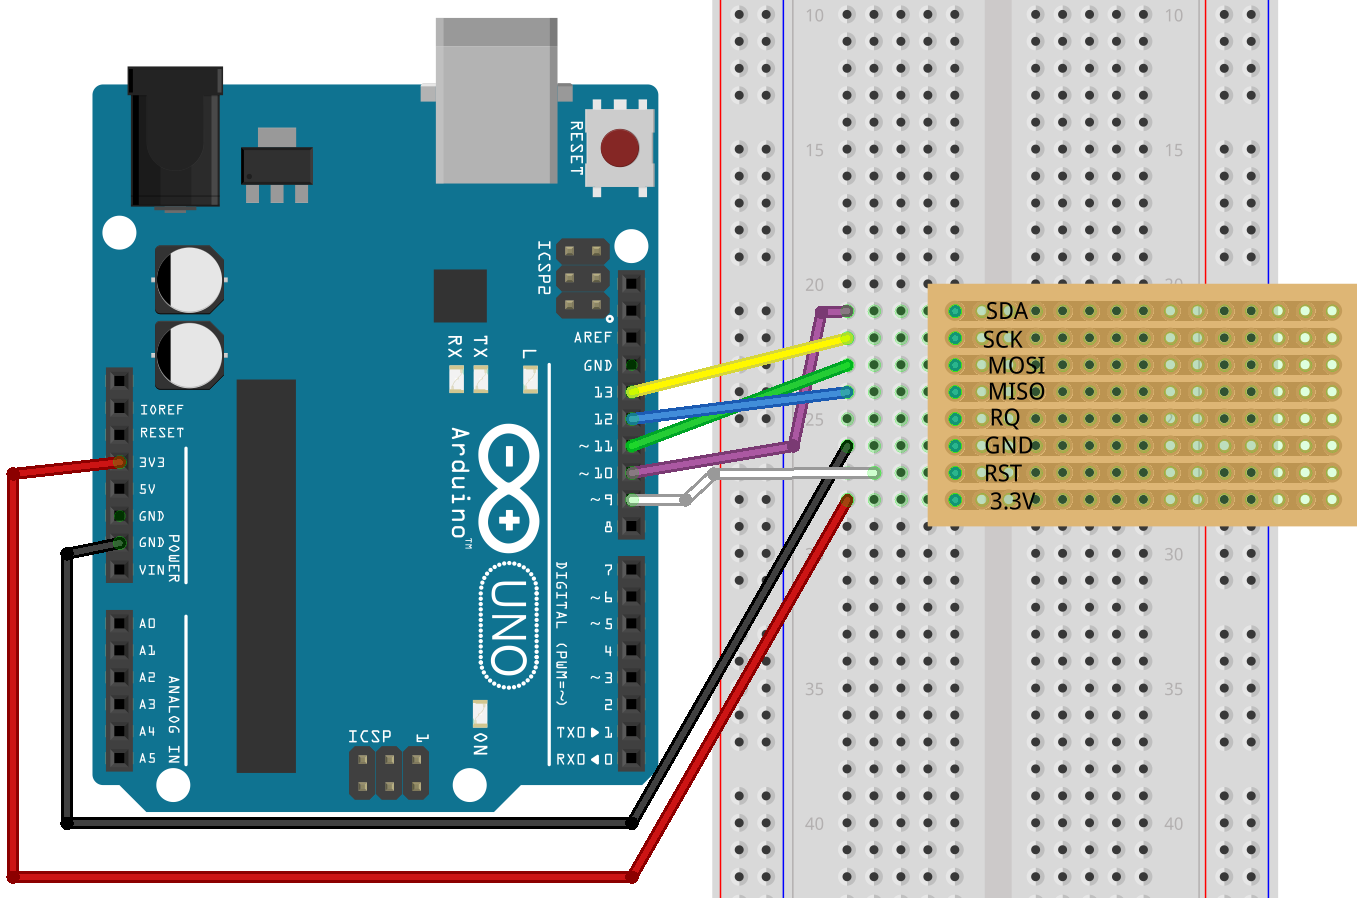 RESET
ICSP2
AREF
GND
13
12
~11
~10
~9
8
7
~6
~5
4
~3
2
TX0▶1
RX0◀0
DIGITAL (PWM=~)
RX
TX
L
Arduino™
UNO
ON
ICSP
1
IOREF
RESET
3V3
5V
GND
GND
VIN
POWER
A0
A1
A2
A3
A4
A5
ANALOG IN
10
10
15
15
20
20
25
30
35
35
40
40
SDA
SCK
MOSI
MISO
RQ
GND
RST
3.3V